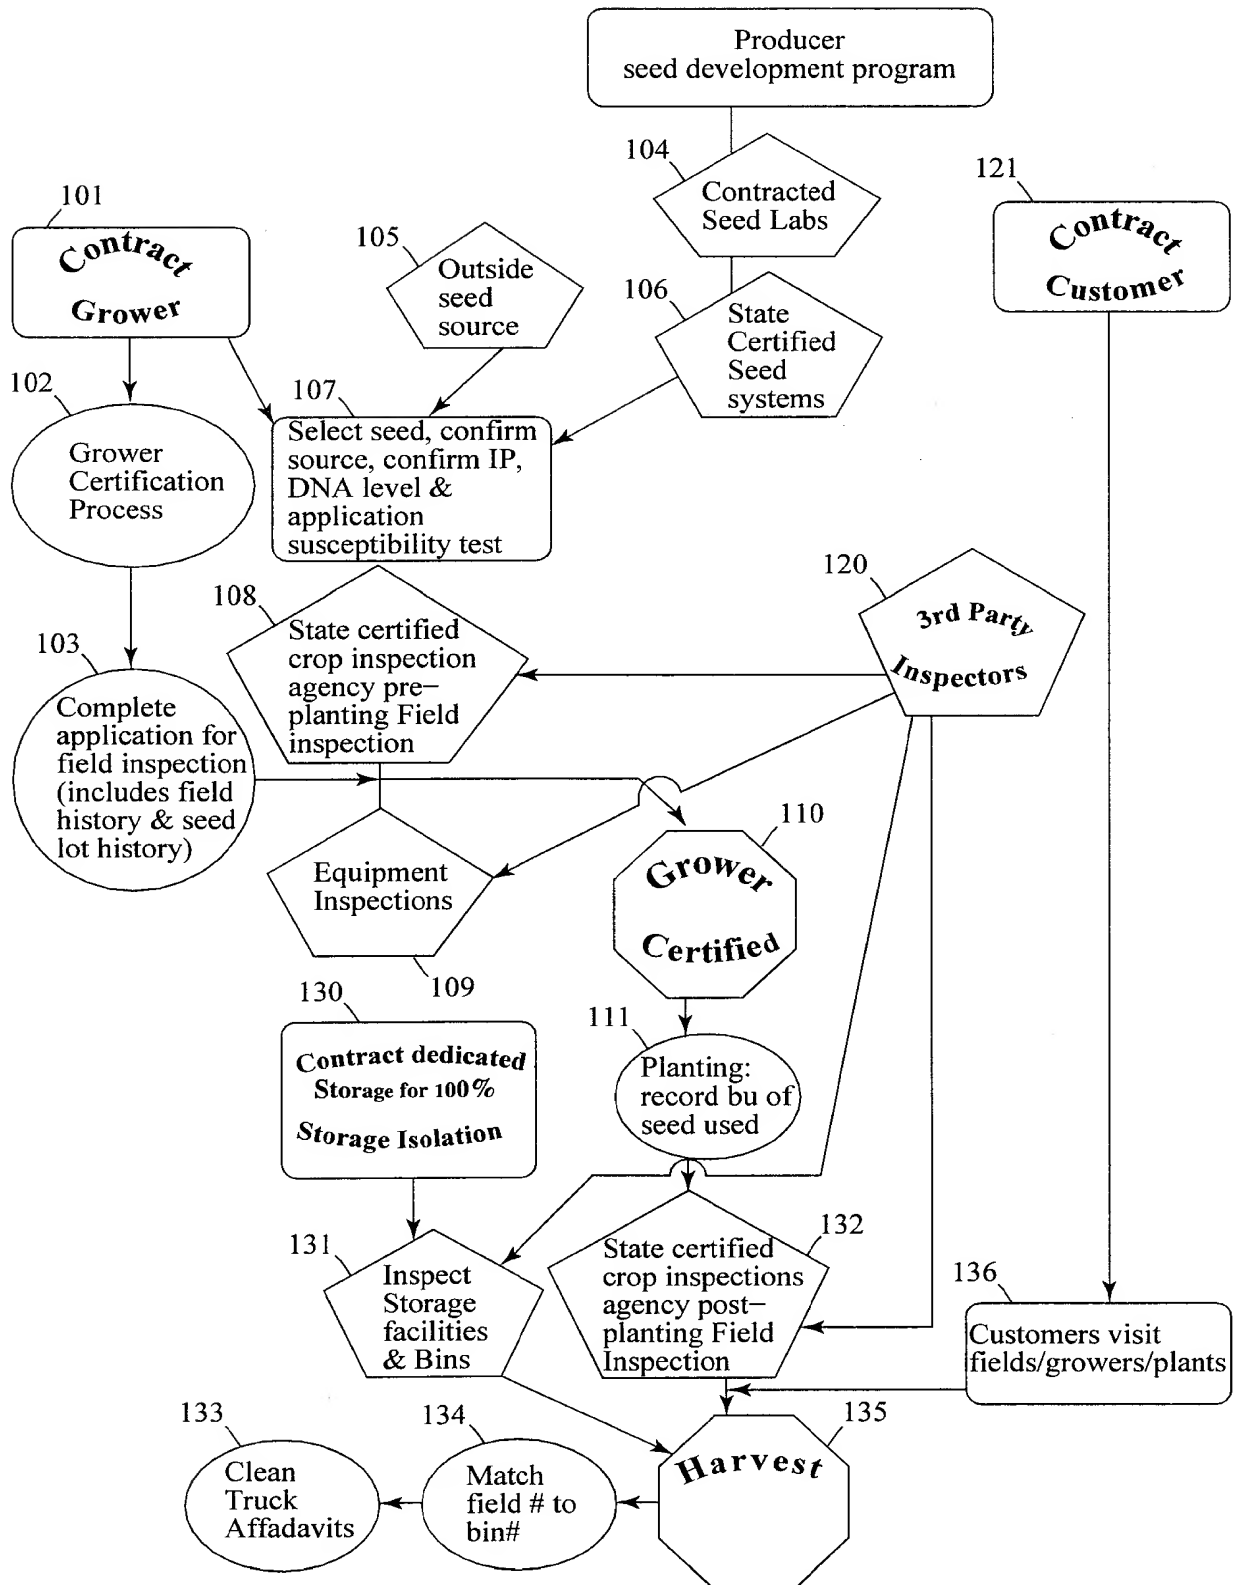 Producer
seed development program
104
Contracted
Seed Labs
121
Contract
Customer
101
Contract
Grower
105
Outside
seed
source
106
State
Certified
Seed
systems
102
Grower
Certification
Process
107
Select seed, confirm
source, confirm IP,
DNA level &
application
susceptibility test
108
State certified
crop inspection
agency pre-
planting Field
inspection
120
3rd Party
Inspectors
103
Complete
application for
field inspection
(includes field
history & seed
lot history)
Equipment
Inspections
109
110
Grower
Certified
130
Contract dedicated
Storage for 100%
Storage Isolation
111
Planting:
record bu of
seed used
131
Inspect
Storage
facilities
& Bins
132
State certified
crop inspections
agency post-
planting Field
Inspection
136
Customers visit
fields/growers/plants
133
Clean
Truck
Affadavits
134
Match
field # to
bin#
135
Harvest